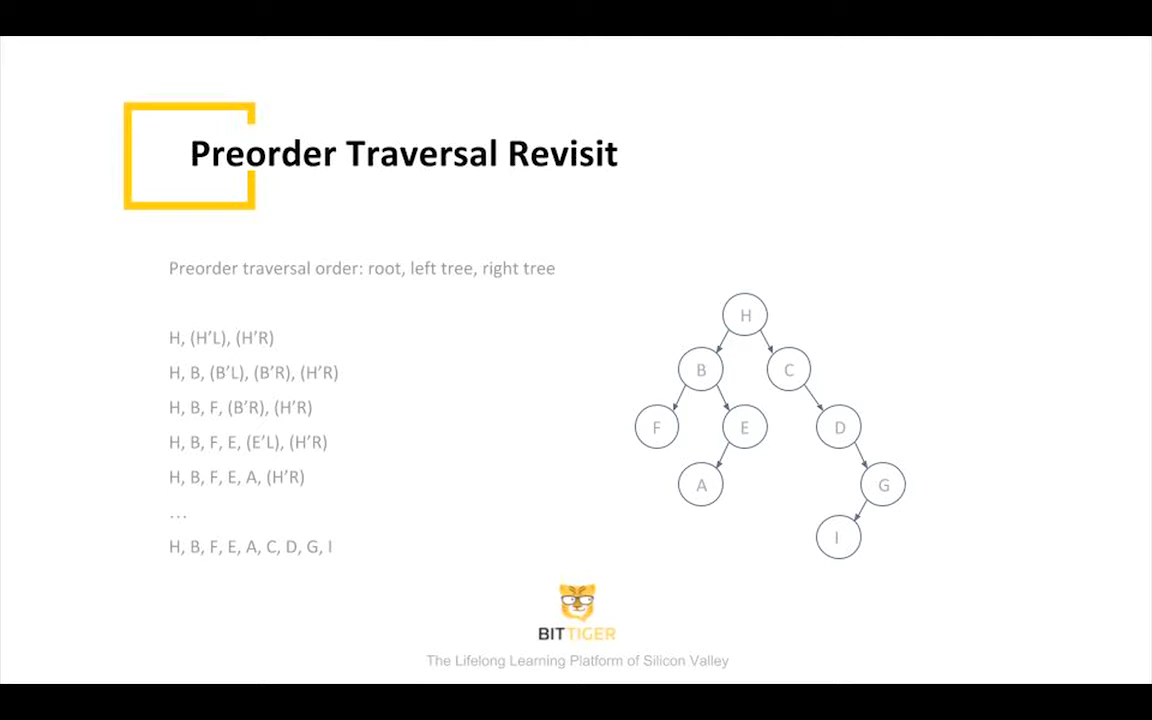 Preorder Traversal Revisit
Preorder traversal order: root, left tree, right tree
H, (H’L), (H’R)
H, B, (B’L), (B’R), (H’R)
H, B, F, (B’R), (H’R)
H, B, F, E, (E’L), (H’R)
H, B, F, E, A, (H’R)
...
H, B, F, E, A, C, D, G, I
H
B
C
F
E
D
A
G
I
BITTIGER
The Lifelong Learning Platform of Silicon Valley